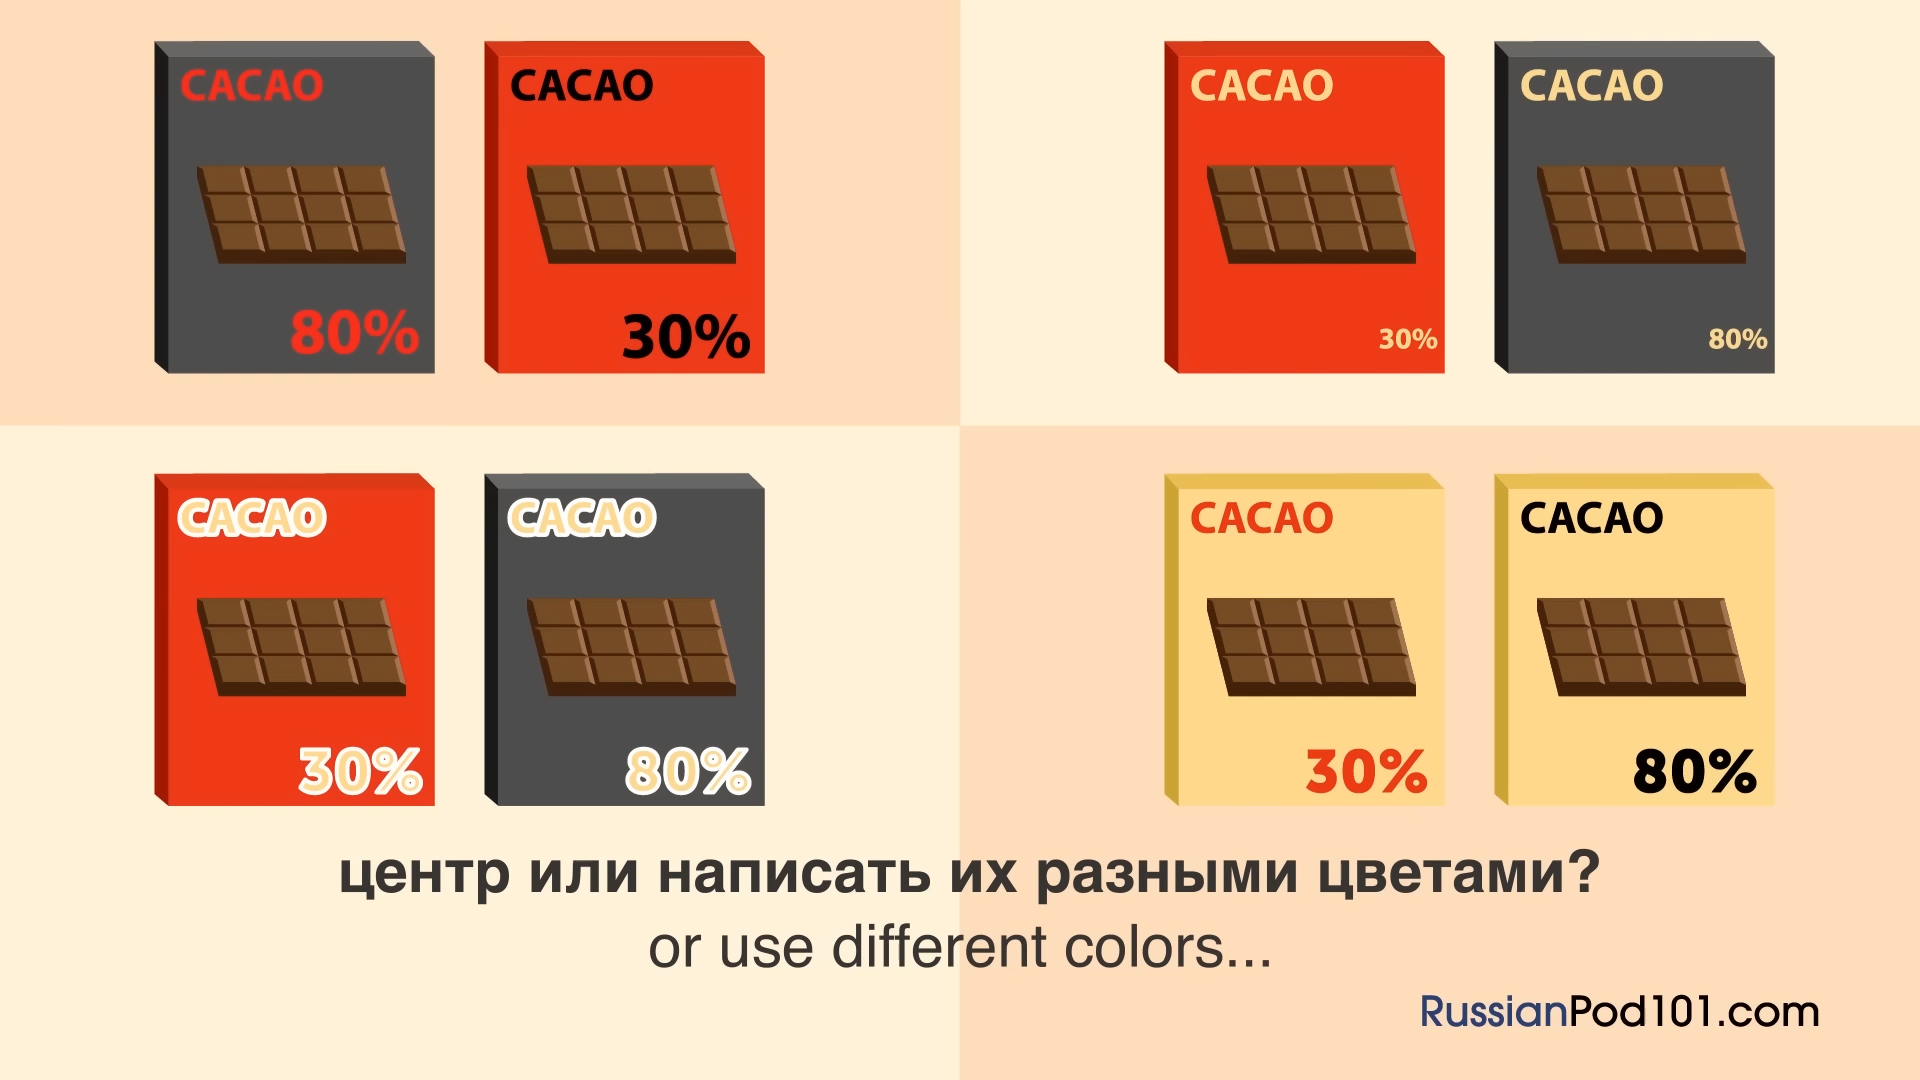 CACAO
80%
CACAO
30%
CACAO
30%
CACAO
80%
CACAO
30%
CACAO
80%
CACAO
30%
CACAO
80%
центр или написать их разными цветами?
or use different colors...
RussianPod101.com